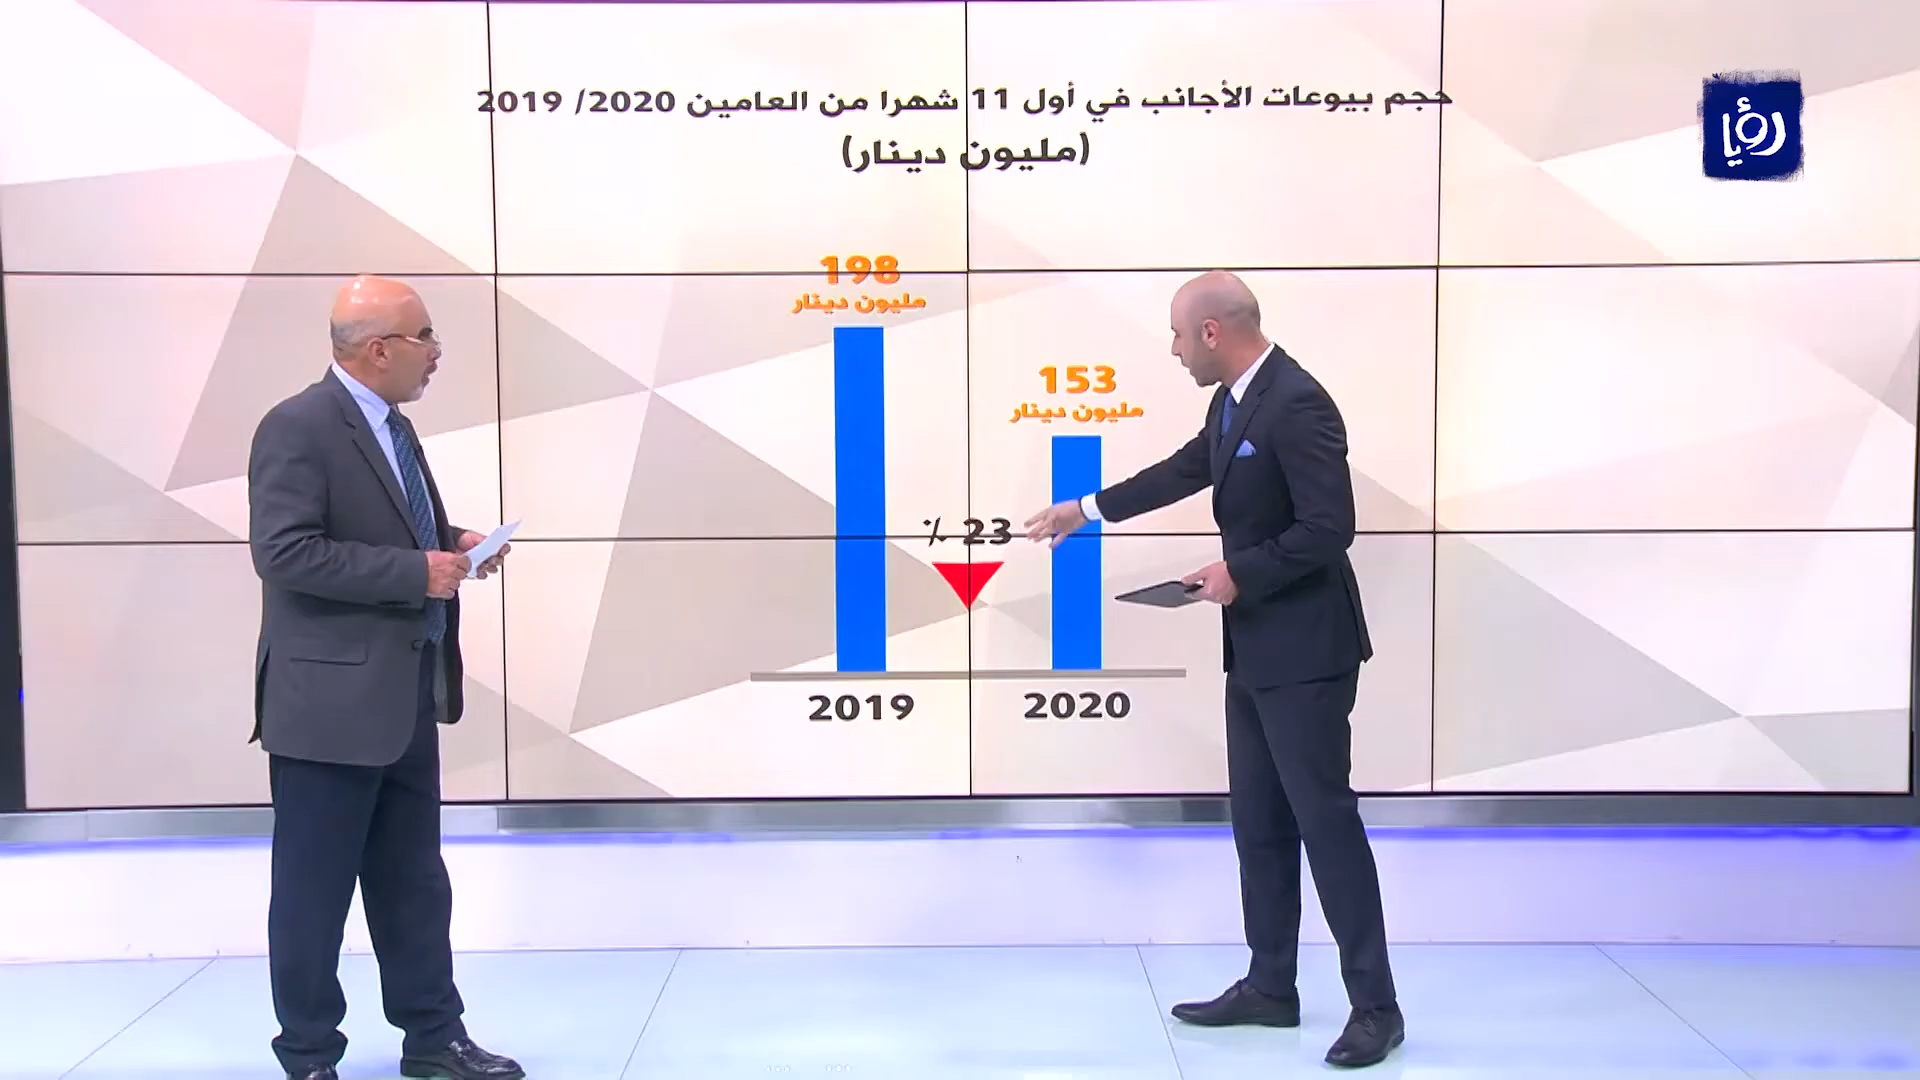 حجم بيوعات الأجانب في أول 11 شهرا من العامين 2020/ 2019
(مليون دينار)
رؤيا
198
مليون دينار
153
مليون دينار
23 ٪
2019
2020